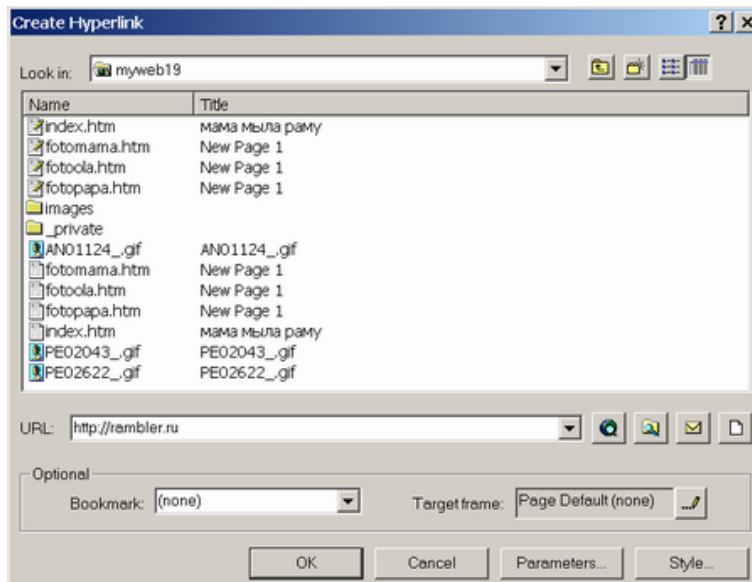 Create Hyperlink
Look in: myweb19
Name Title
index.htm мама мыла раму
fotomama.htm New Page 1
fotoola.htm New Page 1
fotopapa.htm New Page 1
images
_private
AN01124_.gif AN01124_.gif
fotomama.htm New Page 1
fotoola.htm New Page 1
fotopapa.htm New Page 1
index.htm мама мыла раму
PE02043_.gif PE02043_.gif
PE02622_.gif PE02622_.gif
URL: http://rambler.ru
Optional
Bookmark: (none) Target frame: Page Default (none)
OK Cancel Parameters... Style...